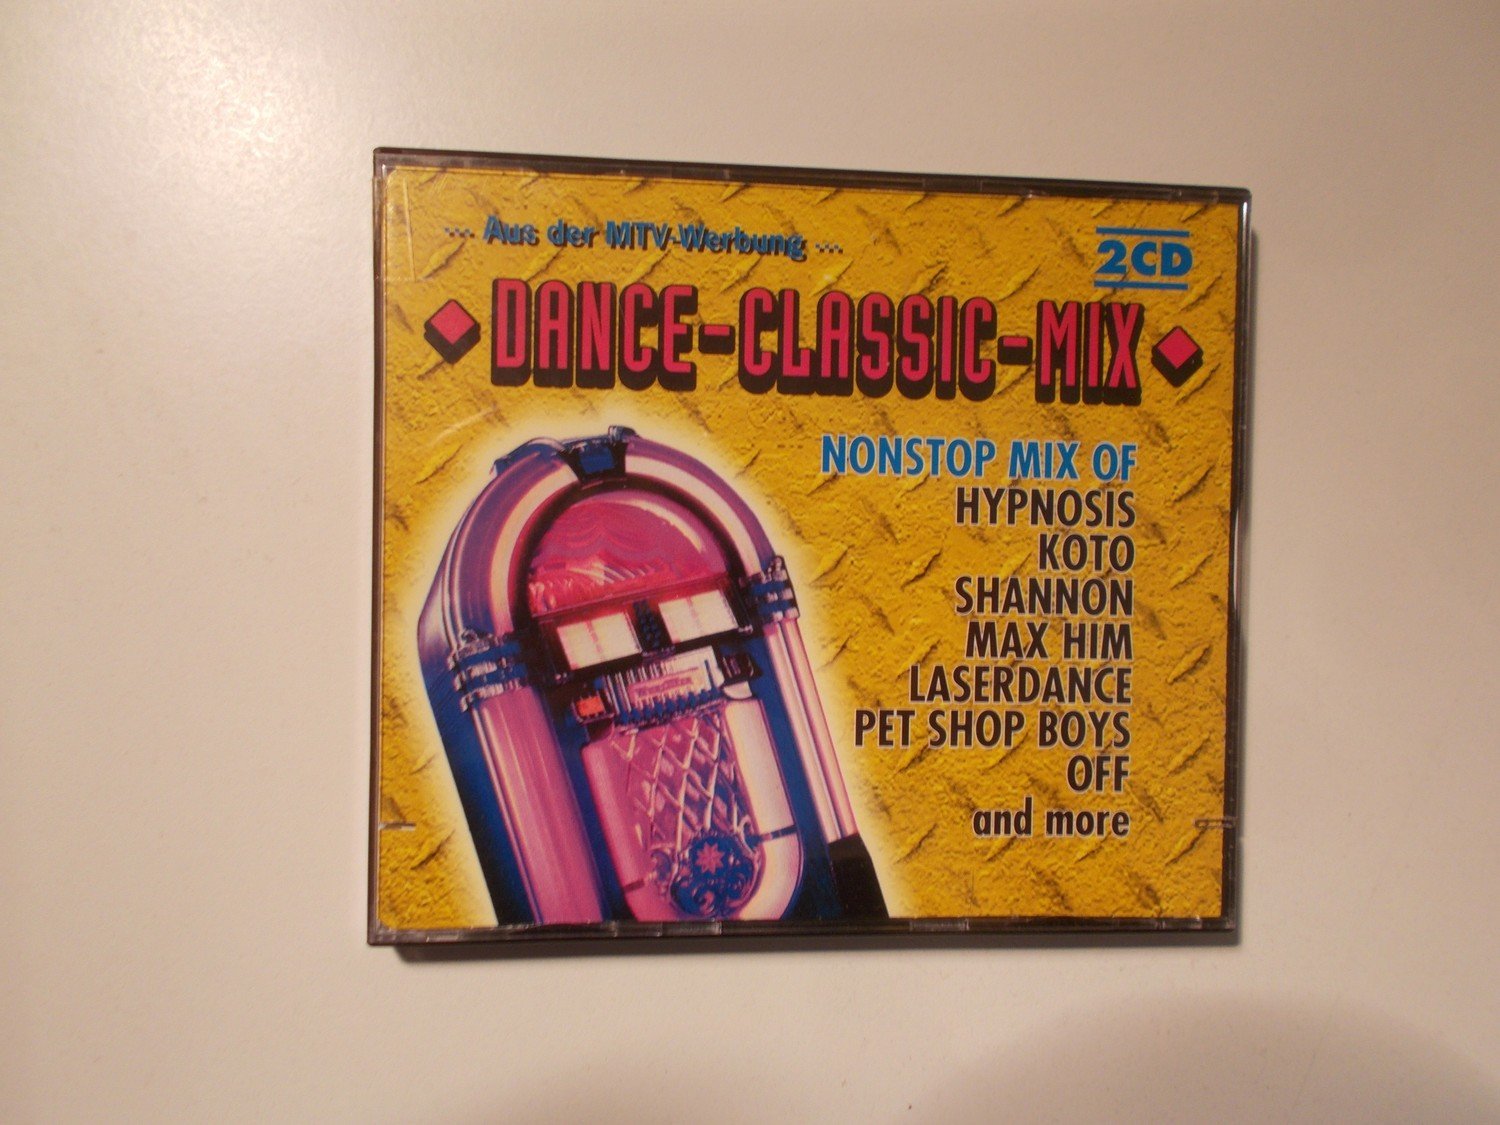 ... Aus der MTV-Werbung ...
2CD
DANCE-CLASSIC-MIX
NONSTOP MIX OF
HYPNOSIS
KOTO
SHANNON
MAX HIM
LASERDANCE
PET SHOP BOYS
OFF
and more